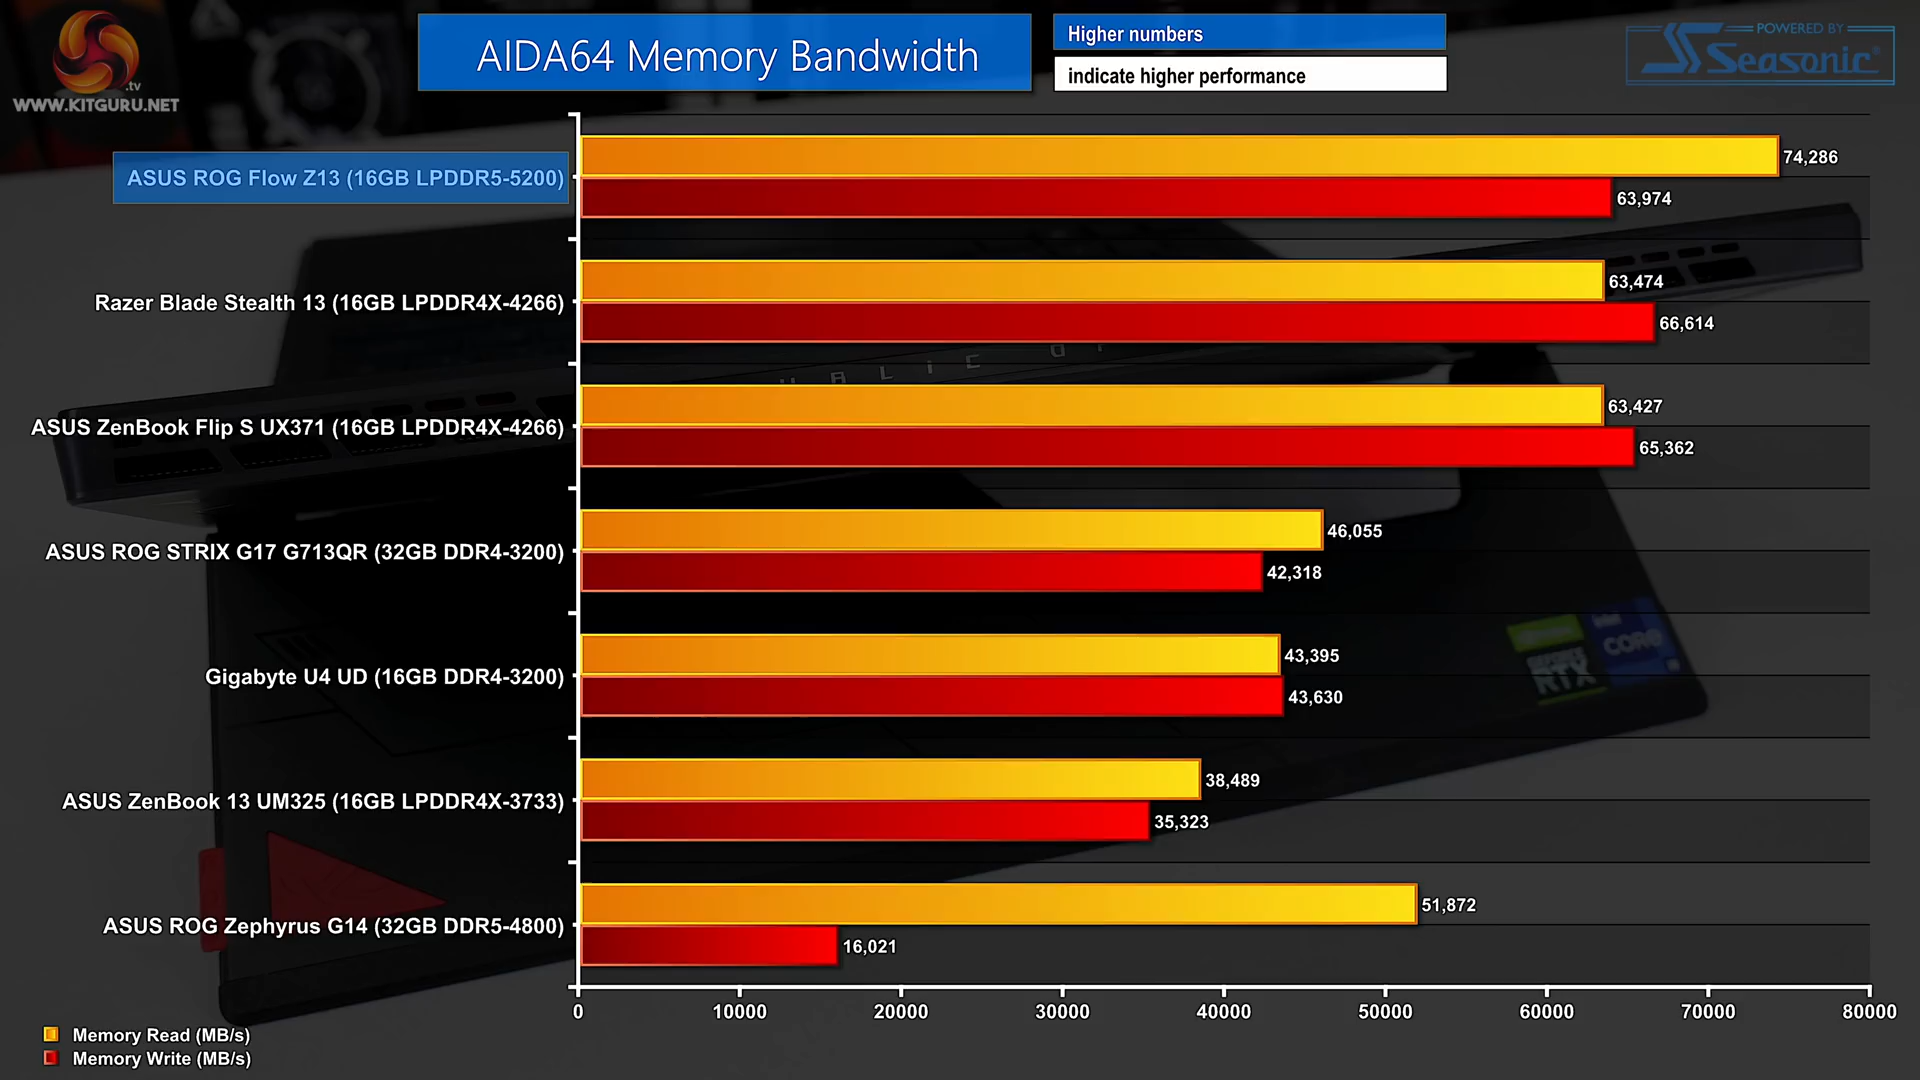 AIDA64 Memory Bandwidth
Higher numbers
indicate higher performance
POWERED BY
Seasonic
.tv
WWW.KITGURU.NET
ASUS ROG Flow Z13 (16GB LPDDR5-5200)
74,286
63,974
Razer Blade Stealth 13 (16GB LPDDR4X-4266)
63,474
66,614
ASUS ZenBook Flip S UX371 (16GB LPDDR4X-4266)
63,427
65,362
ASUS ROG STRIX G17 G713QR (32GB DDR4-3200)
46,055
42,318
Gigabyte U4 UD (16GB DDR4-3200)
43,395
43,630
ASUS ZenBook 13 UM325 (16GB LPDDR4X-3733)
38,489
35,323
ASUS ROG Zephyrus G14 (32GB DDR5-4800)
51,872
16,021
0 10000 20000 30000 40000 50000 60000 70000 80000
Memory Read (MB/s)
Memory Write (MB/s)
intel
CORE
RTX